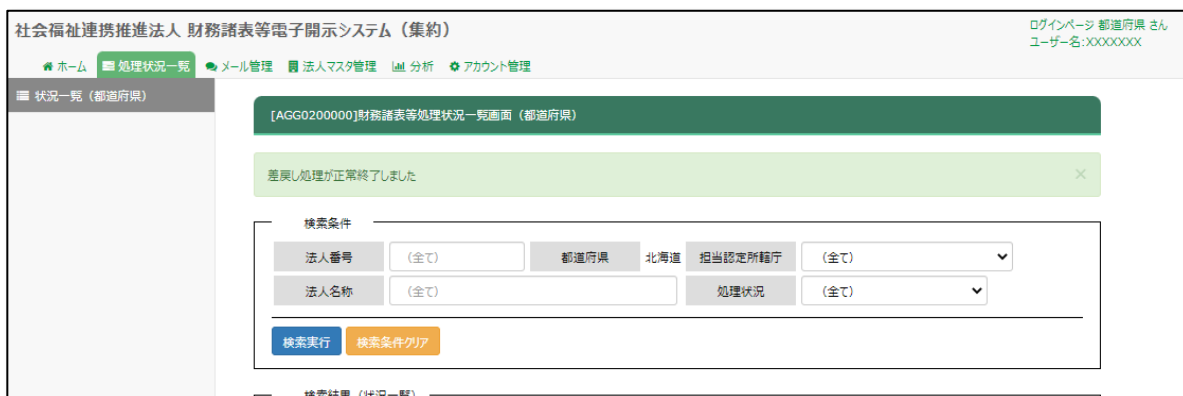 社会福祉連携推進法人 財務諸表等電子開示システム（集約）
ログインページ 都道府県 さん
ユーザー名:XXXXXXX
ホーム 処理状況一覧 メール管理 法人マスタ管理 分析 アカウント管理
状況一覧（都道府県）
[AGG0200000]財務諸表等処理状況一覧画面（都道府県）
差戻し処理が正常終了しました ×
検索条件
法人番号 （全て） 都道府県 北海道 担当認定所轄庁 （全て）
法人名称 （全て） 処理状況 （全て）
検索実行 検索条件クリア
検索結果（状況一覧）